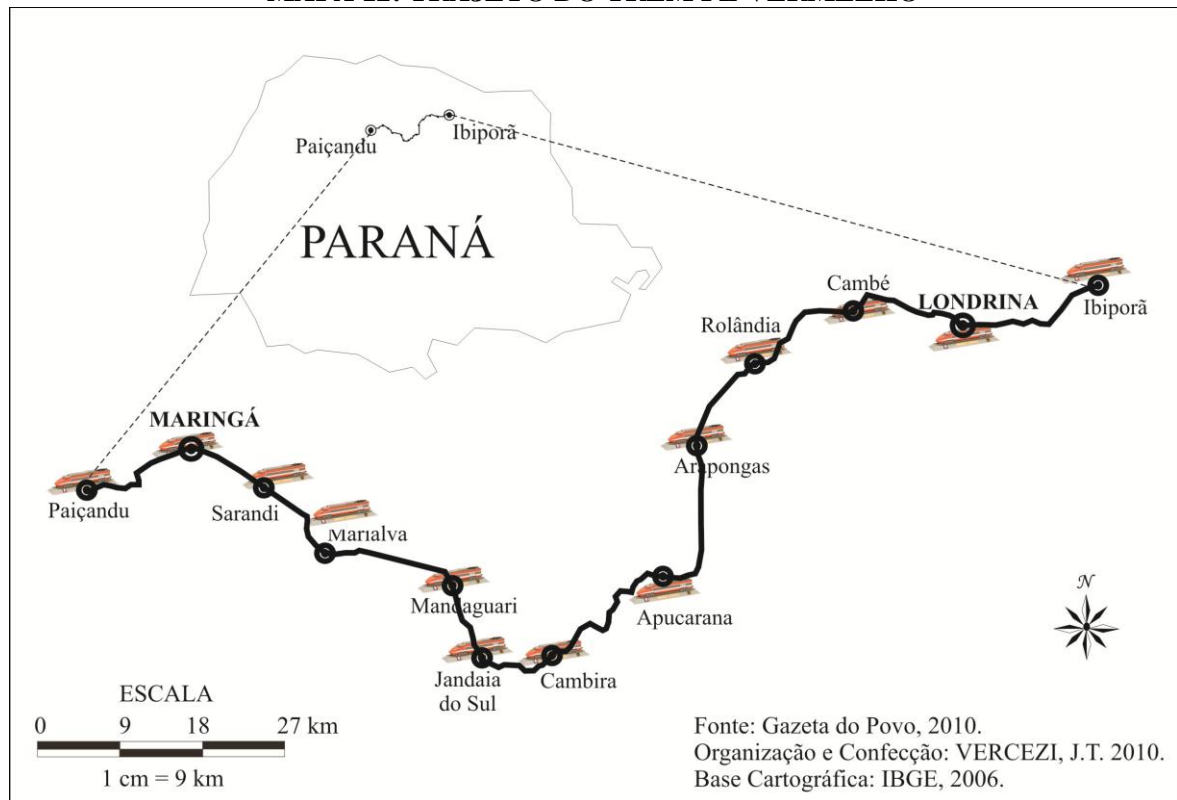 Paiçandu
Ibiporã
PARANÁ
Ibiporã
Cambé
LONDRINA
Rolândia
MARINGÁ
Arapongas
Paiçandu
Sarandi
Marialva
Mandaguari
Apucarana
Jandaia
do Sul
Cambira
N
ESCALA
0 9 18 27 km
1 cm = 9 km
Fonte: Gazeta do Povo, 2010.
Organização e Confecção: VERCEZI, J.T. 2010.
Base Cartográfica: IBGE, 2006.